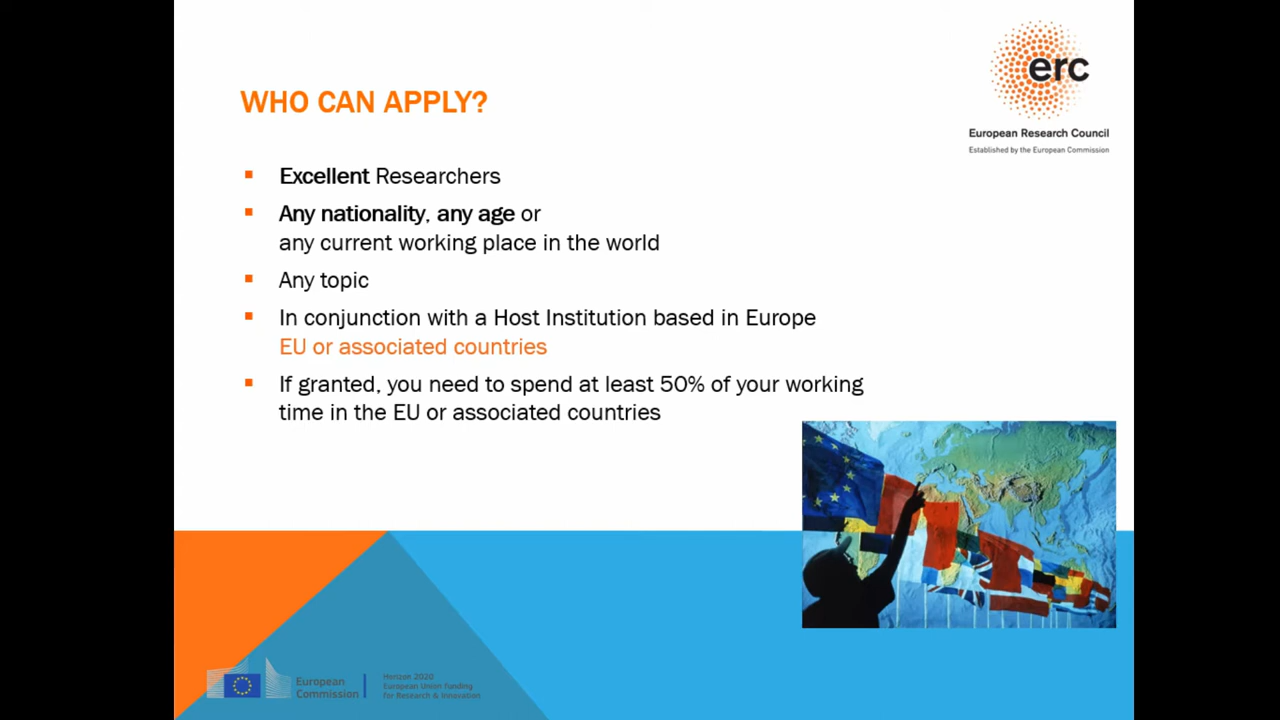 erc
European Research Council
Established by the European Commission
WHO CAN APPLY?
Excellent Researchers
Any nationality, any age or
any current working place in the world
Any topic
In conjunction with a Host Institution based in Europe
EU or associated countries
If granted, you need to spend at least 50% of your working
time in the EU or associated countries
European
Commission
Horizon 2020
European Union funding
for Research & Innovation